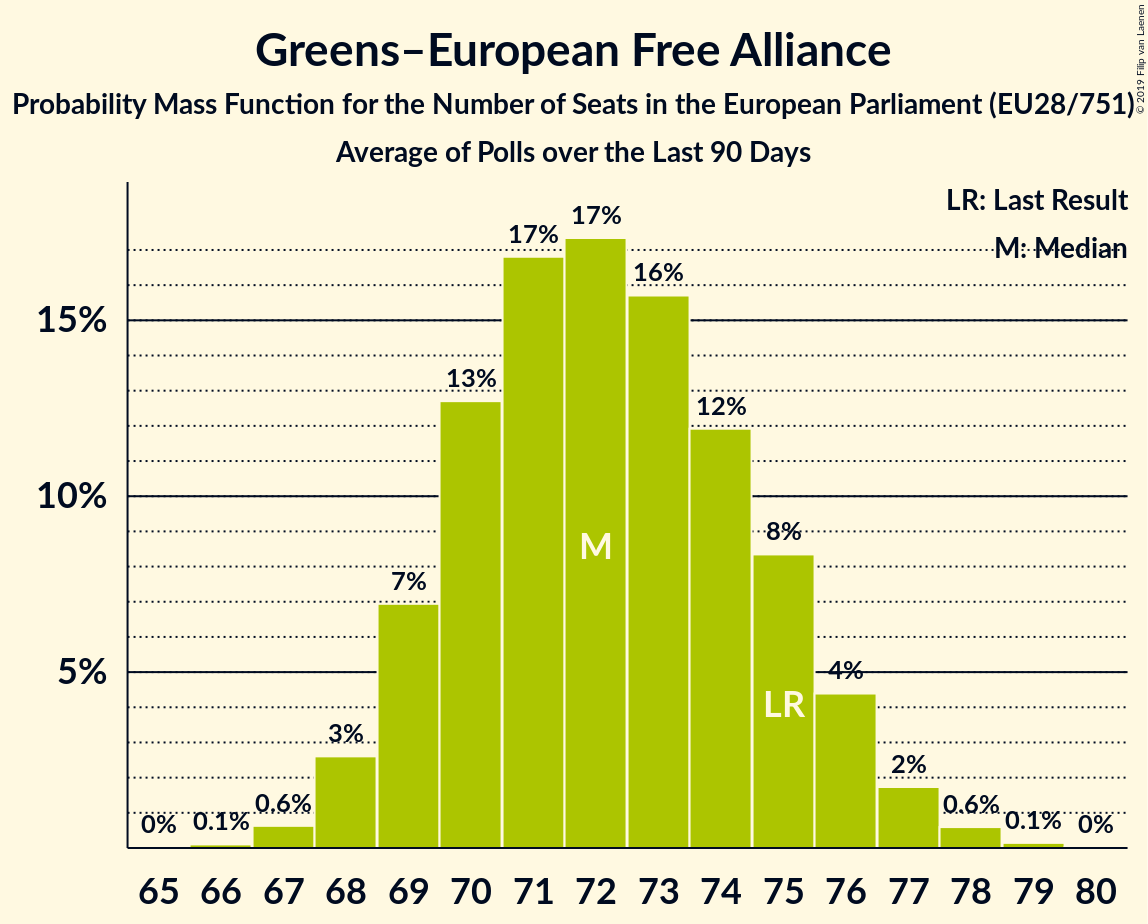 Greens–European Free Alliance
Probability Mass Function for the Number of Seats in the European Parliament (EU28/751)
Average of Polls over the Last 90 Days
© 2019 Filip van Laenen
LR: Last Result
M: Median
15%
10%
5%
0%
0.1%
0.6%
3%
7%
13%
17%
17%
16%
12%
8%
4%
2%
0.6%
0.1%
0%
M
LR
65 66 67 68 69 70 71 72 73 74 75 76 77 78 79 80